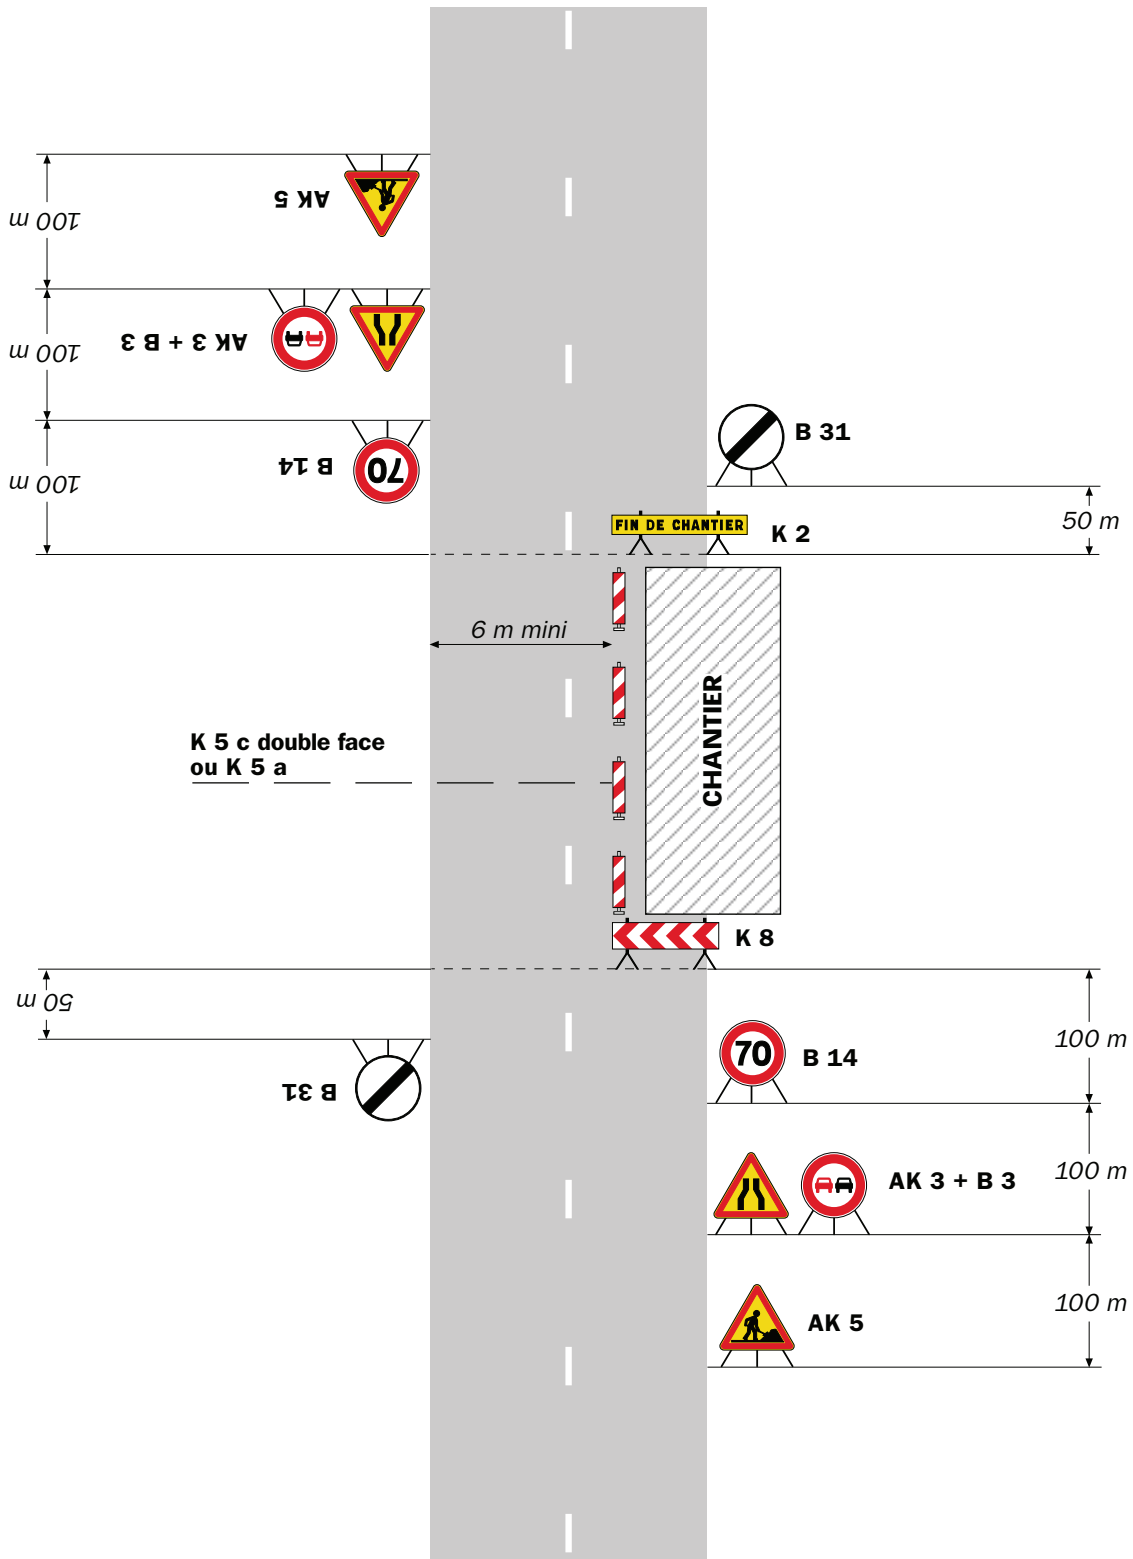 AK 5
100 m
AK 3 + B 3
100 m
B 14
70
100 m
B 31
50 m
FIN DE CHANTIER
K 2
6 m mini
CHANTIER
K 5 c double face
ou K 5 a
K 8
50 m
B 31
70
B 14
100 m
AK 3 + B 3
100 m
AK 5
100 m